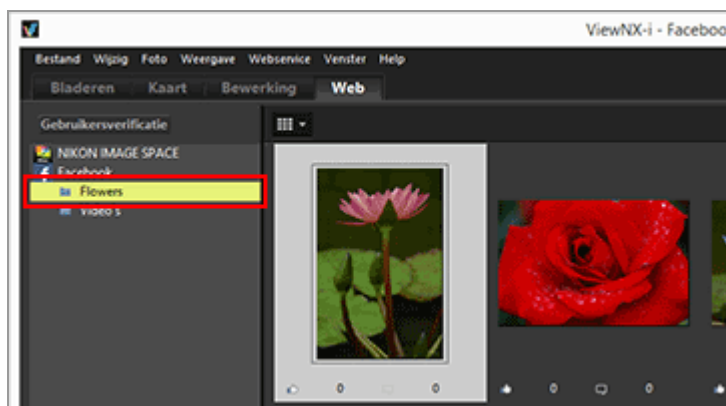 ViewNX-i - Faceboo
Bestand Wijzig Foto Weergave Webservice Venster Help
Bladeren Kaart Bewerking Web
Gebruikersverificatie
NIKON IMAGE SPACE
Facebook
Flowers
Video's
0 0 0 0